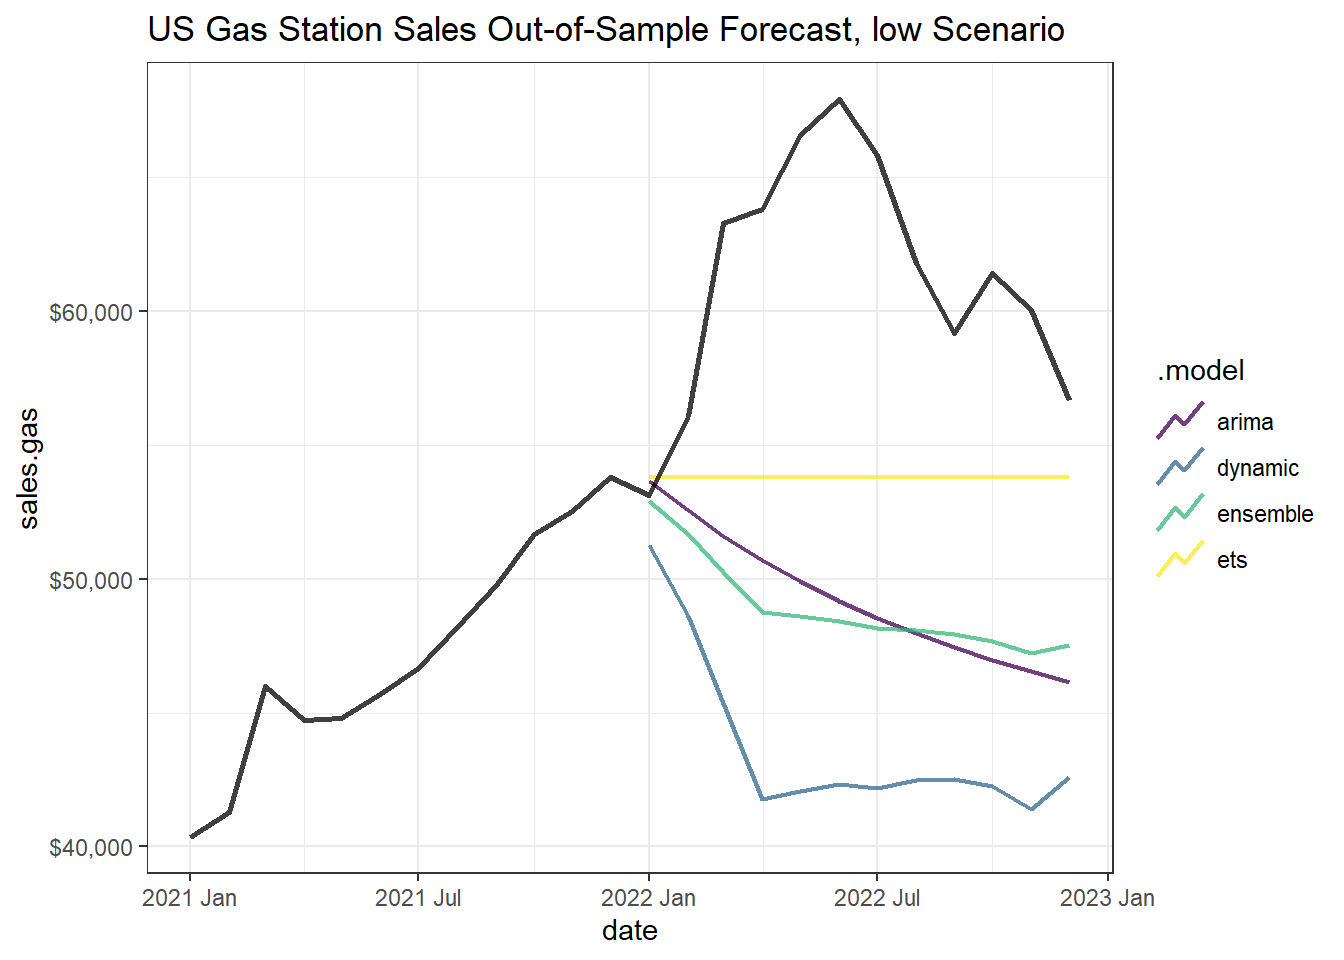 US Gas Station Sales Out-of-Sample Forecast, low Scenario
sales.gas
$60,000
$50,000
$40,000
2021 Jan
2021 Jul
2022 Jan
2022 Jul
2023 Jan
date
.model
arima
dynamic
ensemble
ets